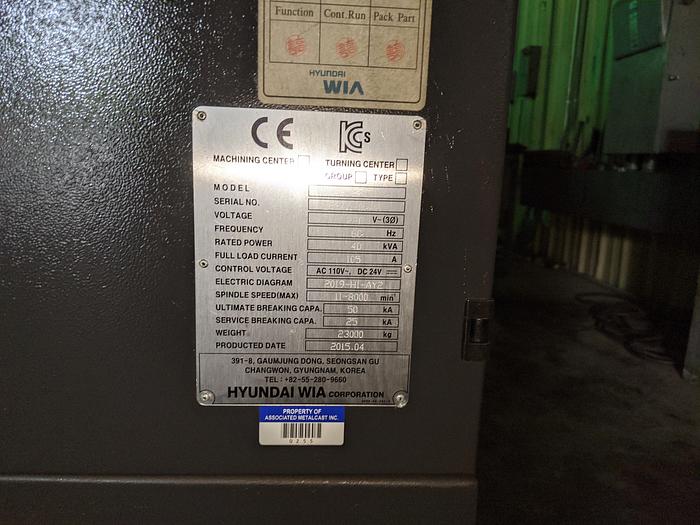 Function Cont.Run Pack Part
HYUNDAI
WIA
CE KCs
MACHINING CENTER TURNING CENTER
GROUP TYPE
MODEL
SERIAL NO.
VOLTAGE V~(3Ø)
FREQUENCY Hz
RATED POWER kVA
FULL LOAD CURRENT 105 A
CONTROL VOLTAGE AC 110V~, DC 24V
ELECTRIC DIAGRAM
SPINDLE SPEED(MAX) 11-8000 min
ULTIMATE BREAKING CAPA. 50 kA
SERVICE BREAKING CAPA. 25 kA
WEIGHT 23000 kg
PRODUCTED DATE 2015.04
391-8, GAUMJUNG DONG, SEONGSAN GU
CHANGWON, GYUNGNAM, KOREA
TEL : +82-55-280-9660
HYUNDAI WIA CORPORATION
PROPERTY OF
ASSOCIATED METALCAST INC.
0255